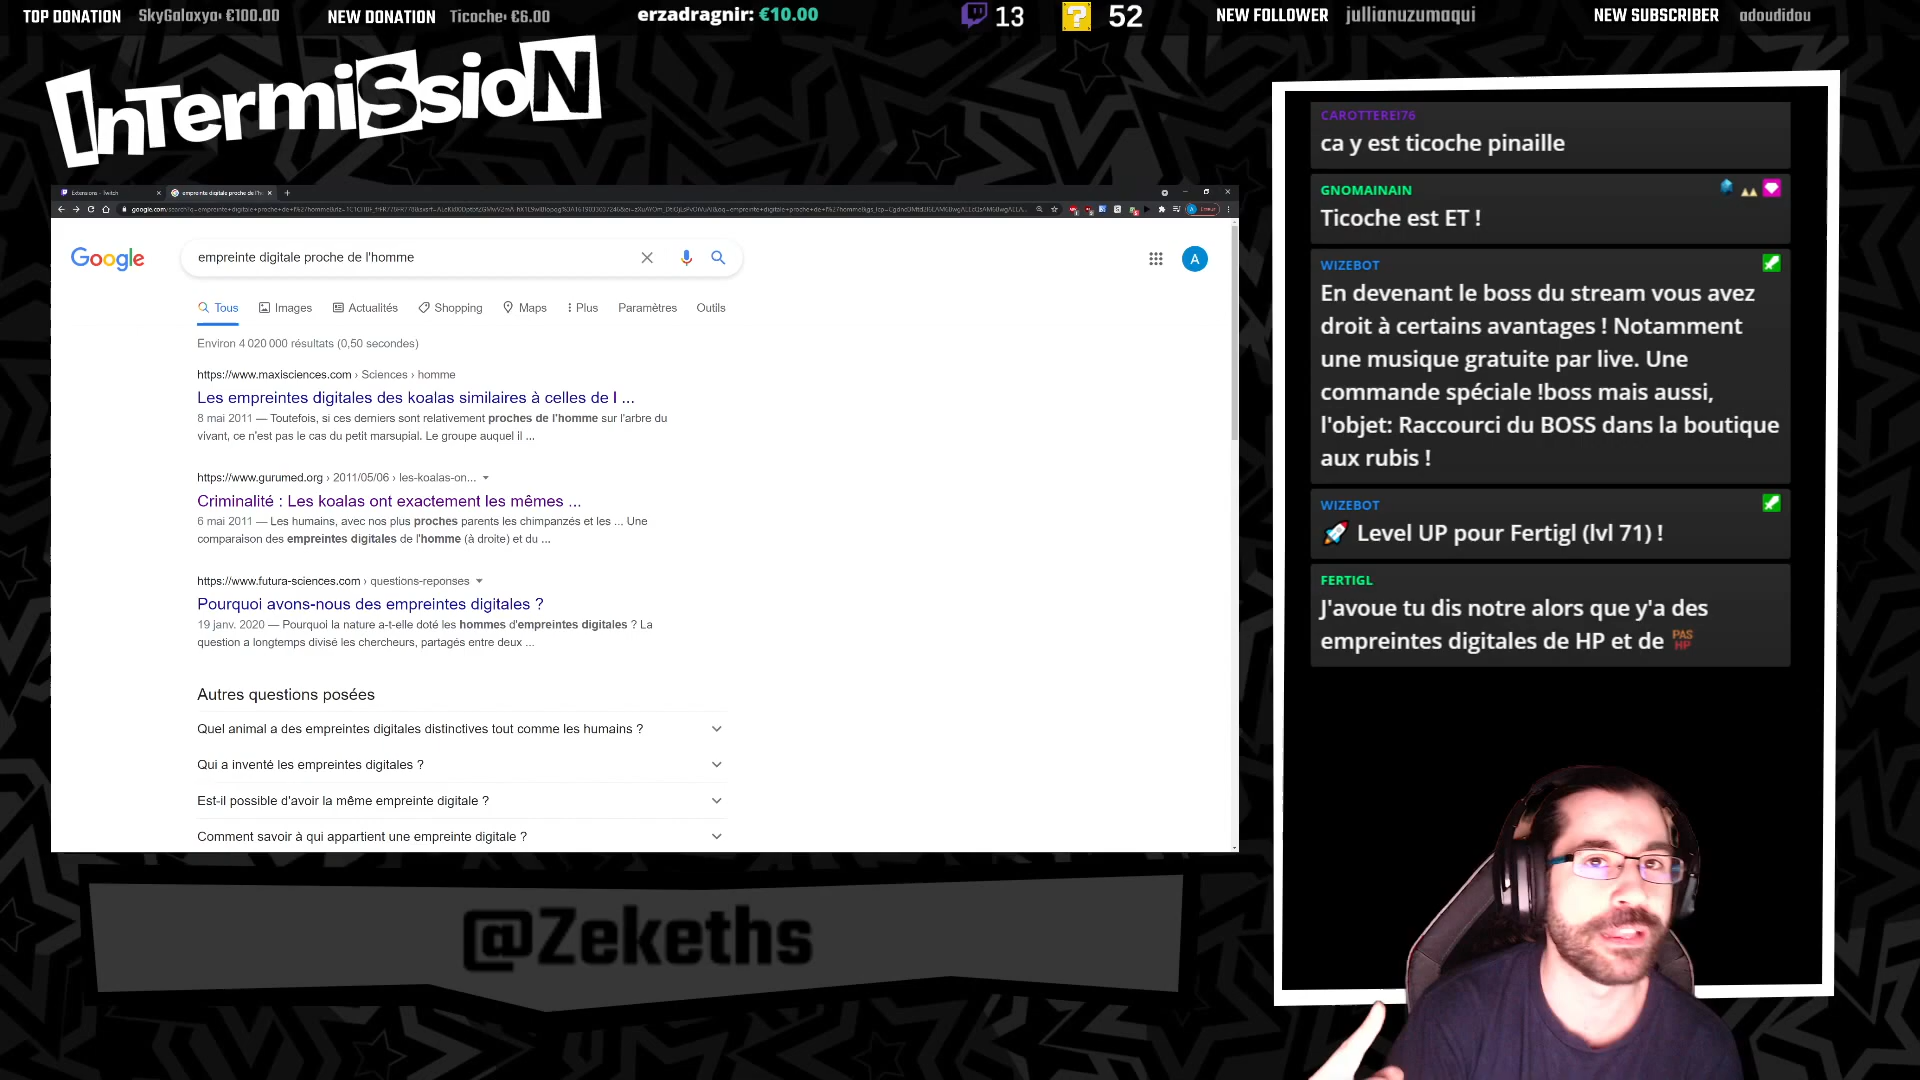 TOP DONATION SkyGalaxya: €100.00 NEW DONATION Ticoche: €6.00 erzadragnir: €10.00 13 52 NEW FOLLOWER jullianuzumaqui NEW SUBSCRIBER adoudidou
InTermiSsioN
Extensions - Twitch
empreinte digitale proche de l'h
Google
empreinte digitale proche de l'homme
A
Tous Images Actualités Shopping Maps Plus Paramètres Outils
Environ 4 020 000 résultats (0,50 secondes)
https://www.maxisciences.com › Sciences › homme
Les empreintes digitales des koalas similaires à celles de l ...
8 mai 2011 — Toutefois, si ces derniers sont relativement proches de l'homme sur l'arbre du
vivant, ce n'est pas le cas du petit marsupial. Le groupe auquel il ...
https://www.gurumed.org › 2011/05/06 › les-koalas-on...
Criminalité : Les koalas ont exactement les mêmes ...
6 mai 2011 — Les humains, avec nos plus proches parents les chimpanzés et les ... Une
comparaison des empreintes digitales de l'homme (à droite) et du ...
https://www.futura-sciences.com › questions-reponses
Pourquoi avons-nous des empreintes digitales ?
19 janv. 2020 — Pourquoi la nature a-t-elle doté les hommes d'empreintes digitales ? La
question a longtemps divisé les chercheurs, partagés entre deux ...
Autres questions posées
Quel animal a des empreintes digitales distinctives tout comme les humains ?
Qui a inventé les empreintes digitales ?
Est-il possible d'avoir la même empreinte digitale ?
Comment savoir à qui appartient une empreinte digitale ?
@Zekeths
CAROTTEREI76
ca y est ticoche pinaille
GNOMAINAIN
Ticoche est ET !
WIZEBOT
En devenant le boss du stream vous avez
droit à certains avantages ! Notamment
une musique gratuite par live. Une
commande spéciale !boss mais aussi,
l'objet: Raccourci du BOSS dans la boutique
aux rubis !
WIZEBOT
Level UP pour Fertigl (lvl 71) !
FERTIGL
J'avoue tu dis notre alors que y'a des
empreintes digitales de HP et de PAS HP